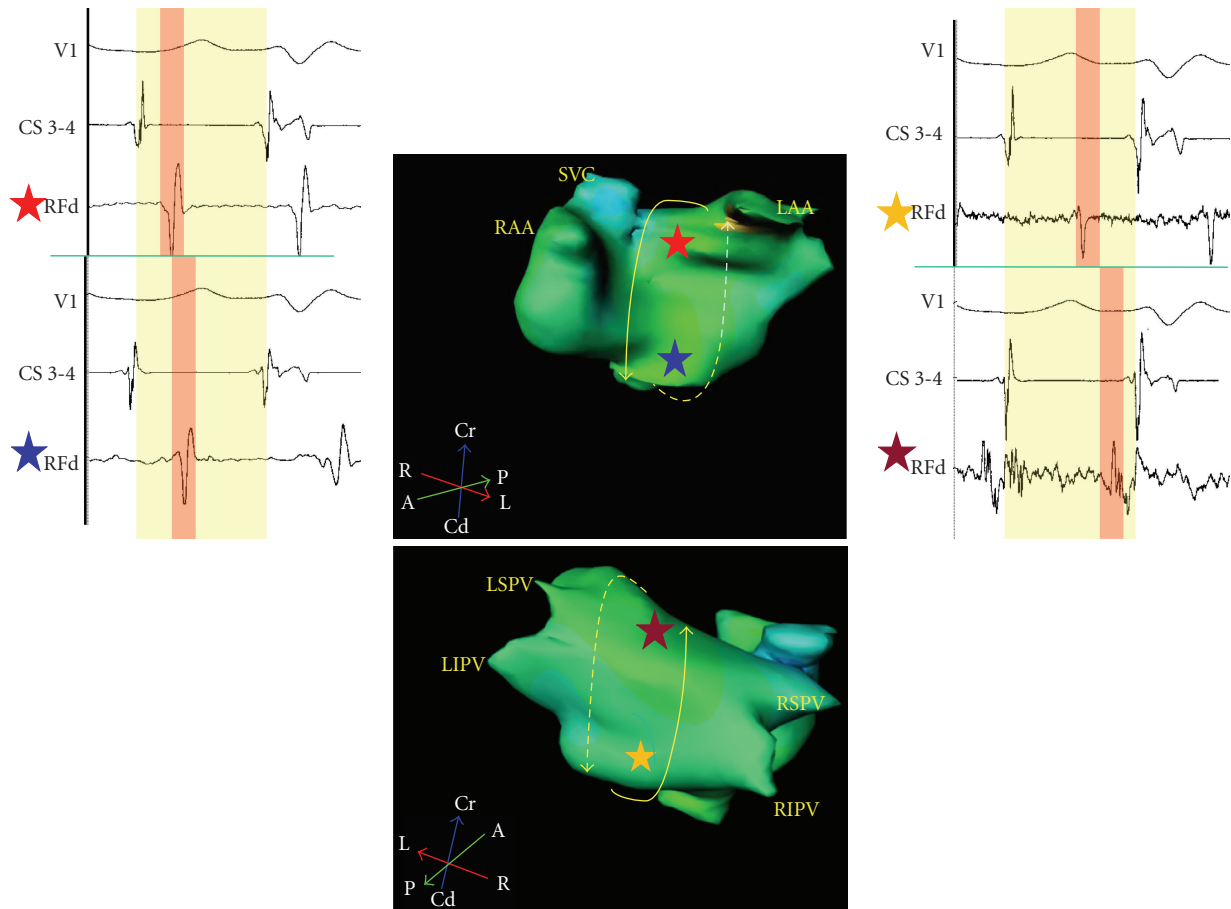 V1
CS 3-4
RFd
V1
CS 3-4
RFd
SVC
RAA
LAA
Cr
R
P
A
L
Cd
LSPV
LIPV
RSPV
RIPV
Cr
A
L
R
P
Cd
V1
CS 3-4
RFd
V1
CS 3-4
RFd